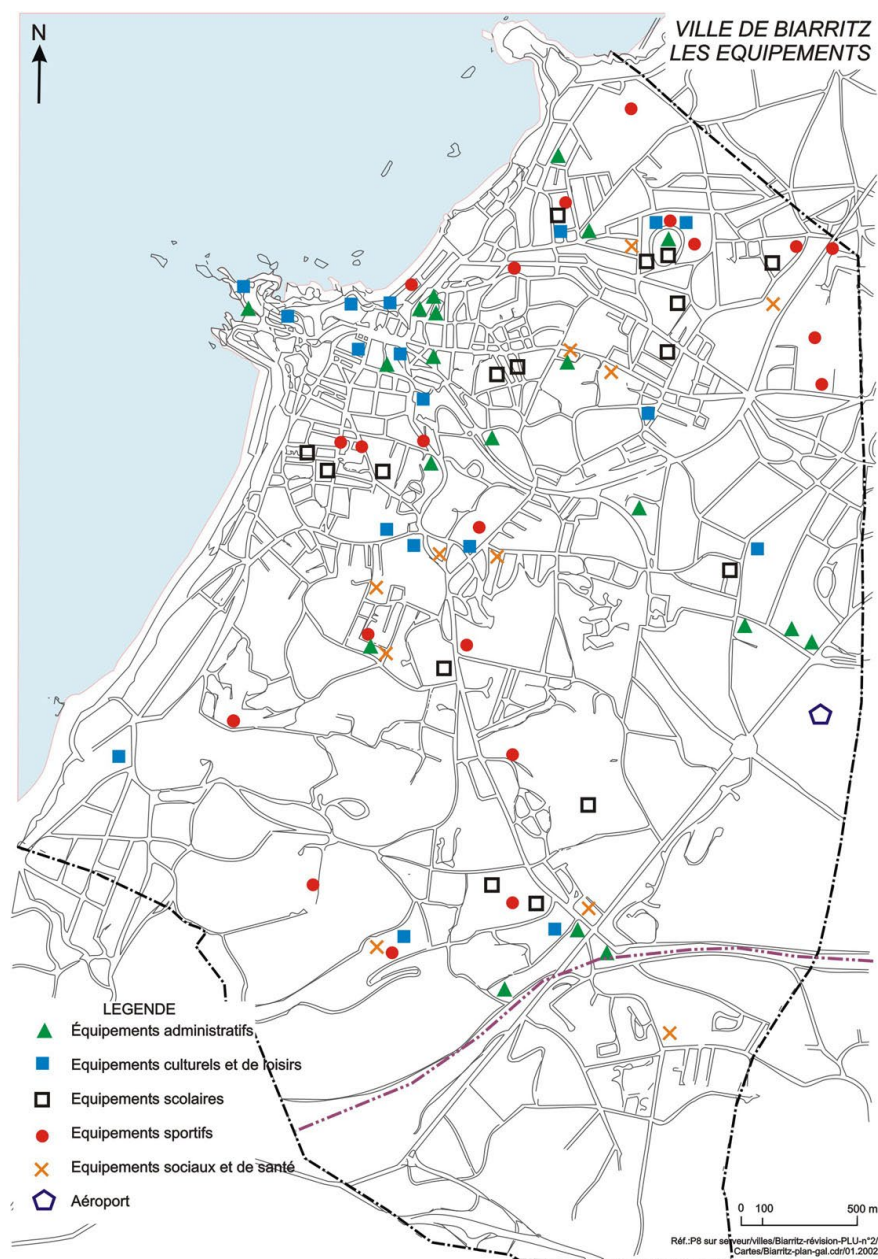 N
VILLE DE BIARRITZ
LES EQUIPEMENTS
LEGENDE
Équipements administratifs
Equipements culturels et de loisirs
Equipements scolaires
Equipements sportifs
Equipements sociaux et de santé
Aéroport
0 100 500 m
Réf.:P8 sur serveur/villes/Biarritz-révision-PLU-n°2/
Cartes/Biarritz-plan-gal.cdr/01.2002